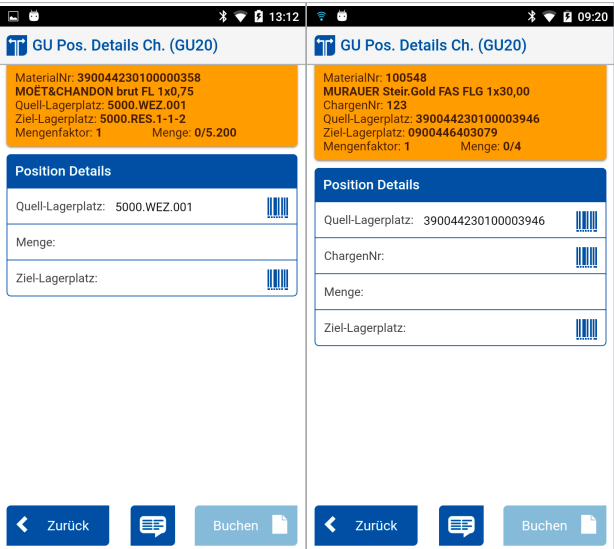 13:12
GU Pos. Details Ch. (GU20)
MaterialNr: 390044230100000358
MOËT&CHANDON brut FL 1x0,75
Quell-Lagerplatz: 5000.WEZ.001
Ziel-Lagerplatz: 5000.RES.1-1-2
Mengenfaktor: 1 Menge: 0/5.200
Position Details
Quell-Lagerplatz: 5000.WEZ.001
Menge:
Ziel-Lagerplatz:
Zurück
Buchen
09:20
GU Pos. Details Ch. (GU20)
MaterialNr: 100548
MURAUER Steir.Gold FAS FLG 1x30,00
ChargenNr: 123
Quell-Lagerplatz: 390044230100003946
Ziel-Lagerplatz: 0900446403079
Mengenfaktor: 1 Menge: 0/4
Position Details
Quell-Lagerplatz: 390044230100003946
ChargenNr:
Menge:
Ziel-Lagerplatz:
Zurück
Buchen